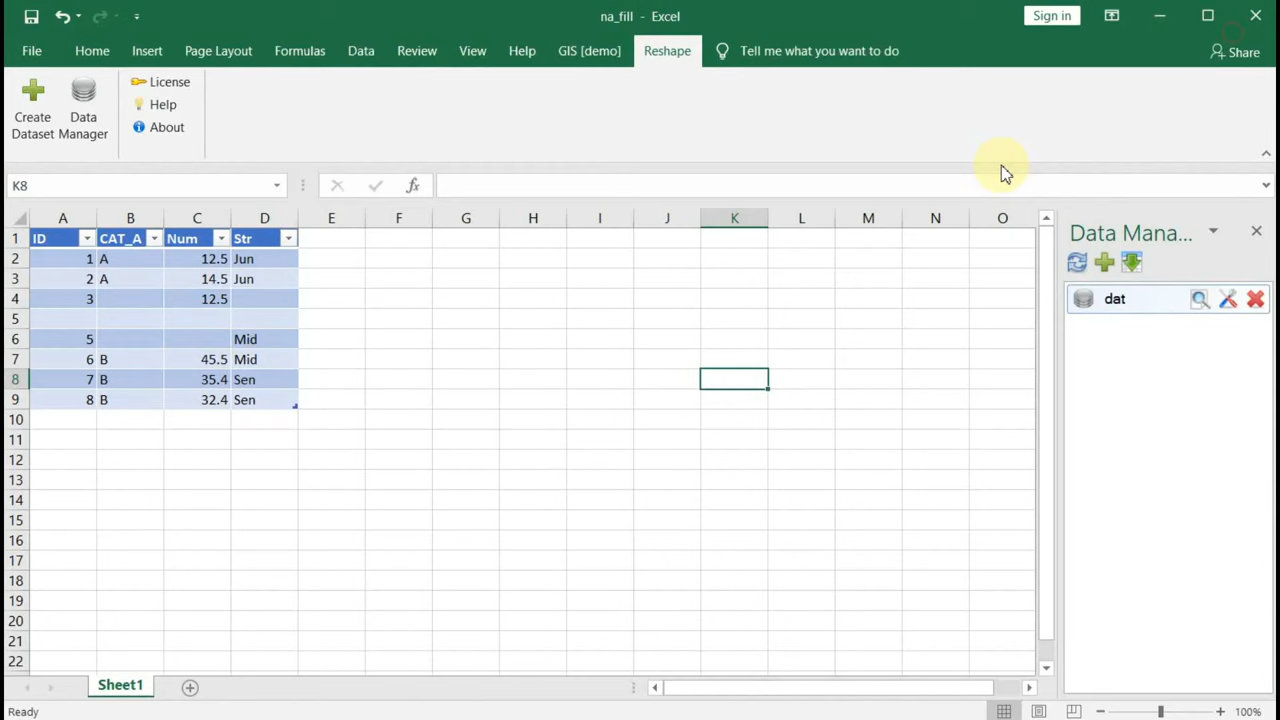 na_fill - Excel
Sign in
File Home Insert Page Layout Formulas Data Review View Help GIS [demo] Reshape Tell me what you want to do Share
Create Dataset
Data Manager
License
Help
About
K8 fx
A B C D E F G H I J K L M N O
1 ID CAT_A Num Str
2 1 A 12.5 Jun
3 2 A 14.5 Jun
4 3 12.5
5
6 5 Mid
7 6 B 45.5 Mid
8 7 B 35.4 Sen
9 8 B 32.4 Sen
10
11
12
13
14
15
16
17
18
19
20
21
22
Data Mana...
dat
Sheet1
Ready 100%